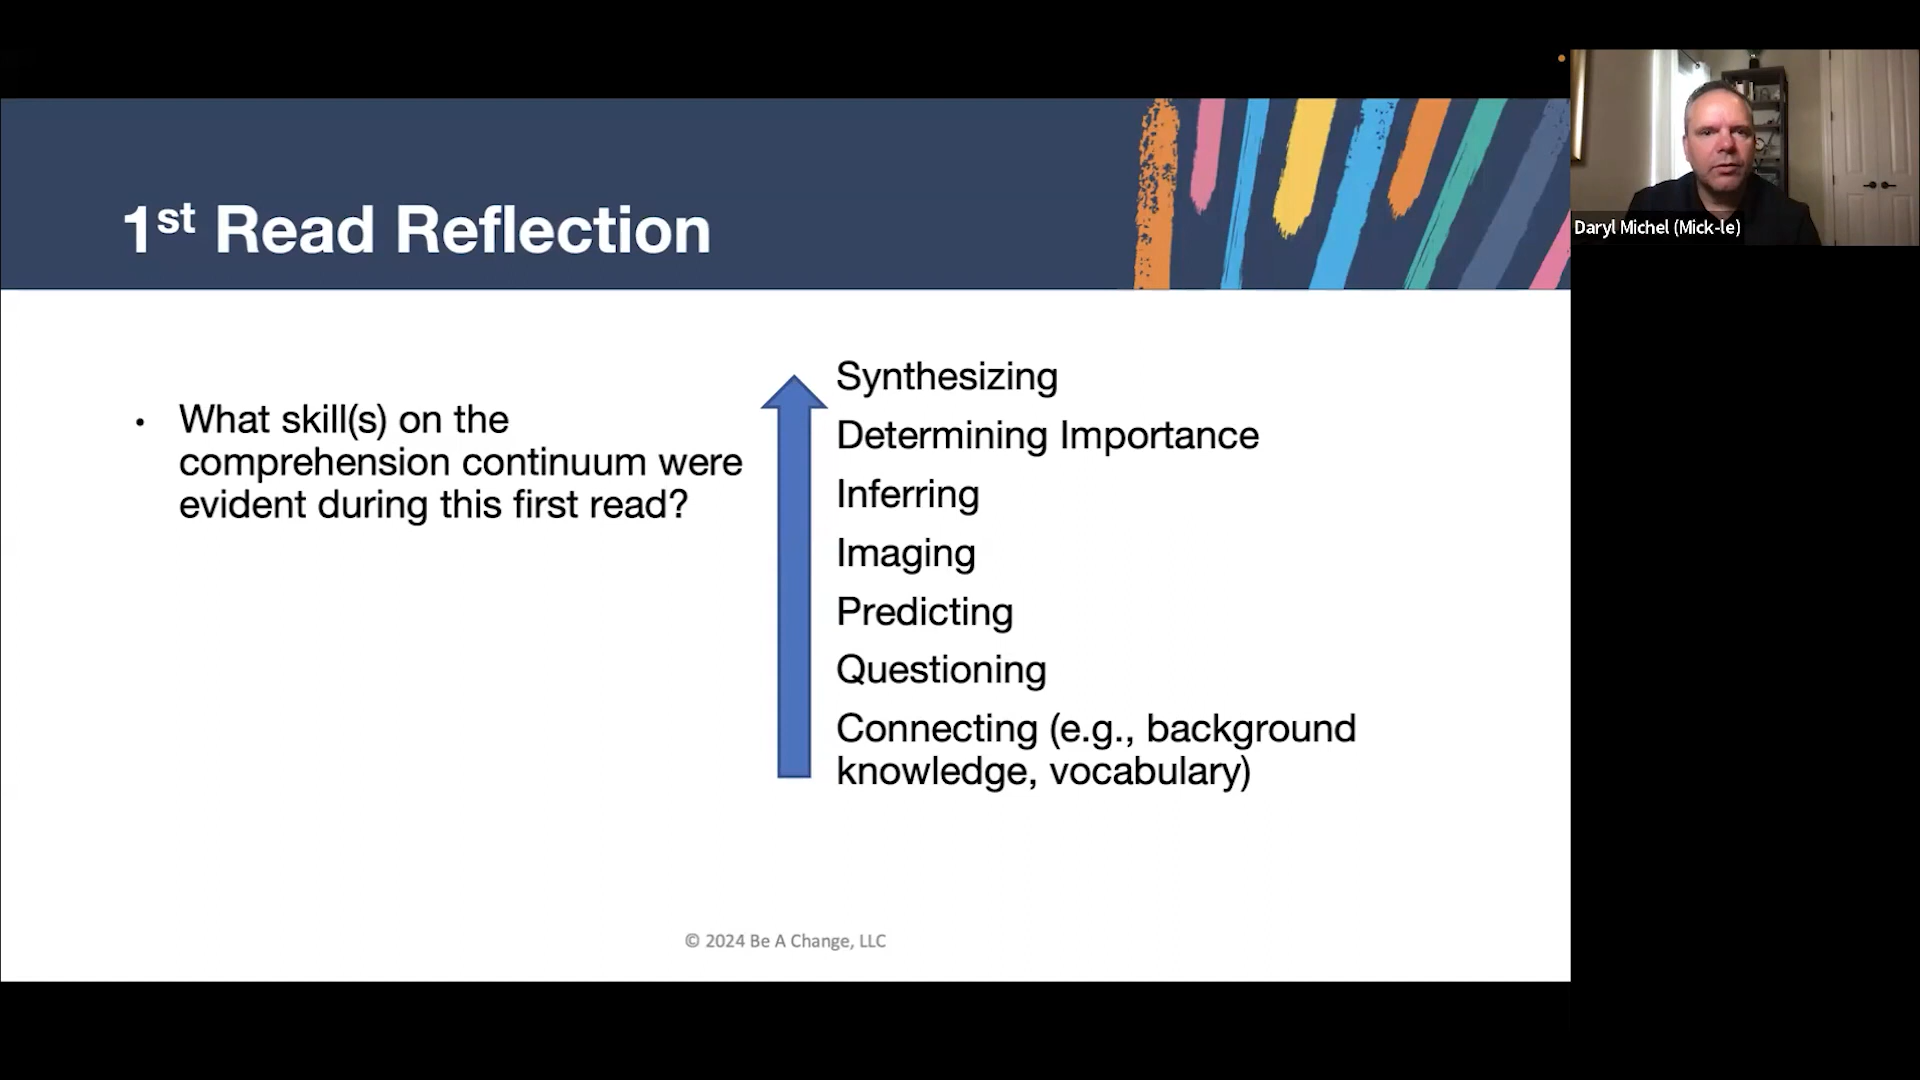 1st Read Reflection
• What skill(s) on the
comprehension continuum were
evident during this first read?
Synthesizing
Determining Importance
Inferring
Imaging
Predicting
Questioning
Connecting (e.g., background
knowledge, vocabulary)
© 2024 Be A Change, LLC
Daryl Michel (Mick-le)